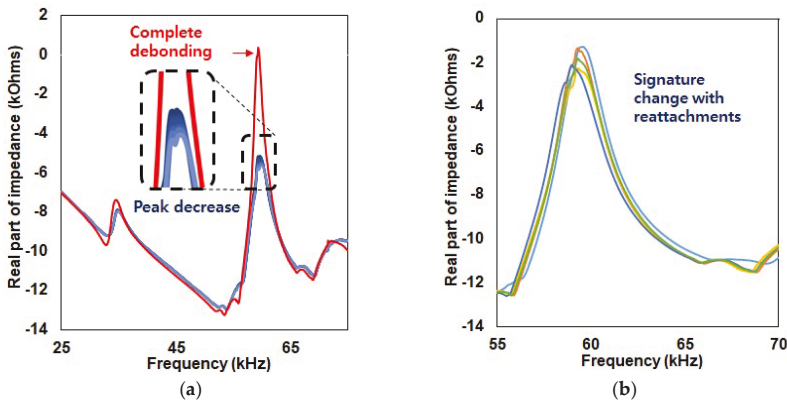 (a)
Real part of impedance (kOhms)
2
0
-2
-4
-6
-8
-10
-12
-14
Complete
debonding
Peak decrease
25
45
65
Frequency (kHz)
(b)
Real part of impedance (kOhms)
0
-2
-4
-6
-8
-10
-12
-14
Signature
change with
reattachments
55
60
65
70
Frequency (kHz)
(a)
(b)